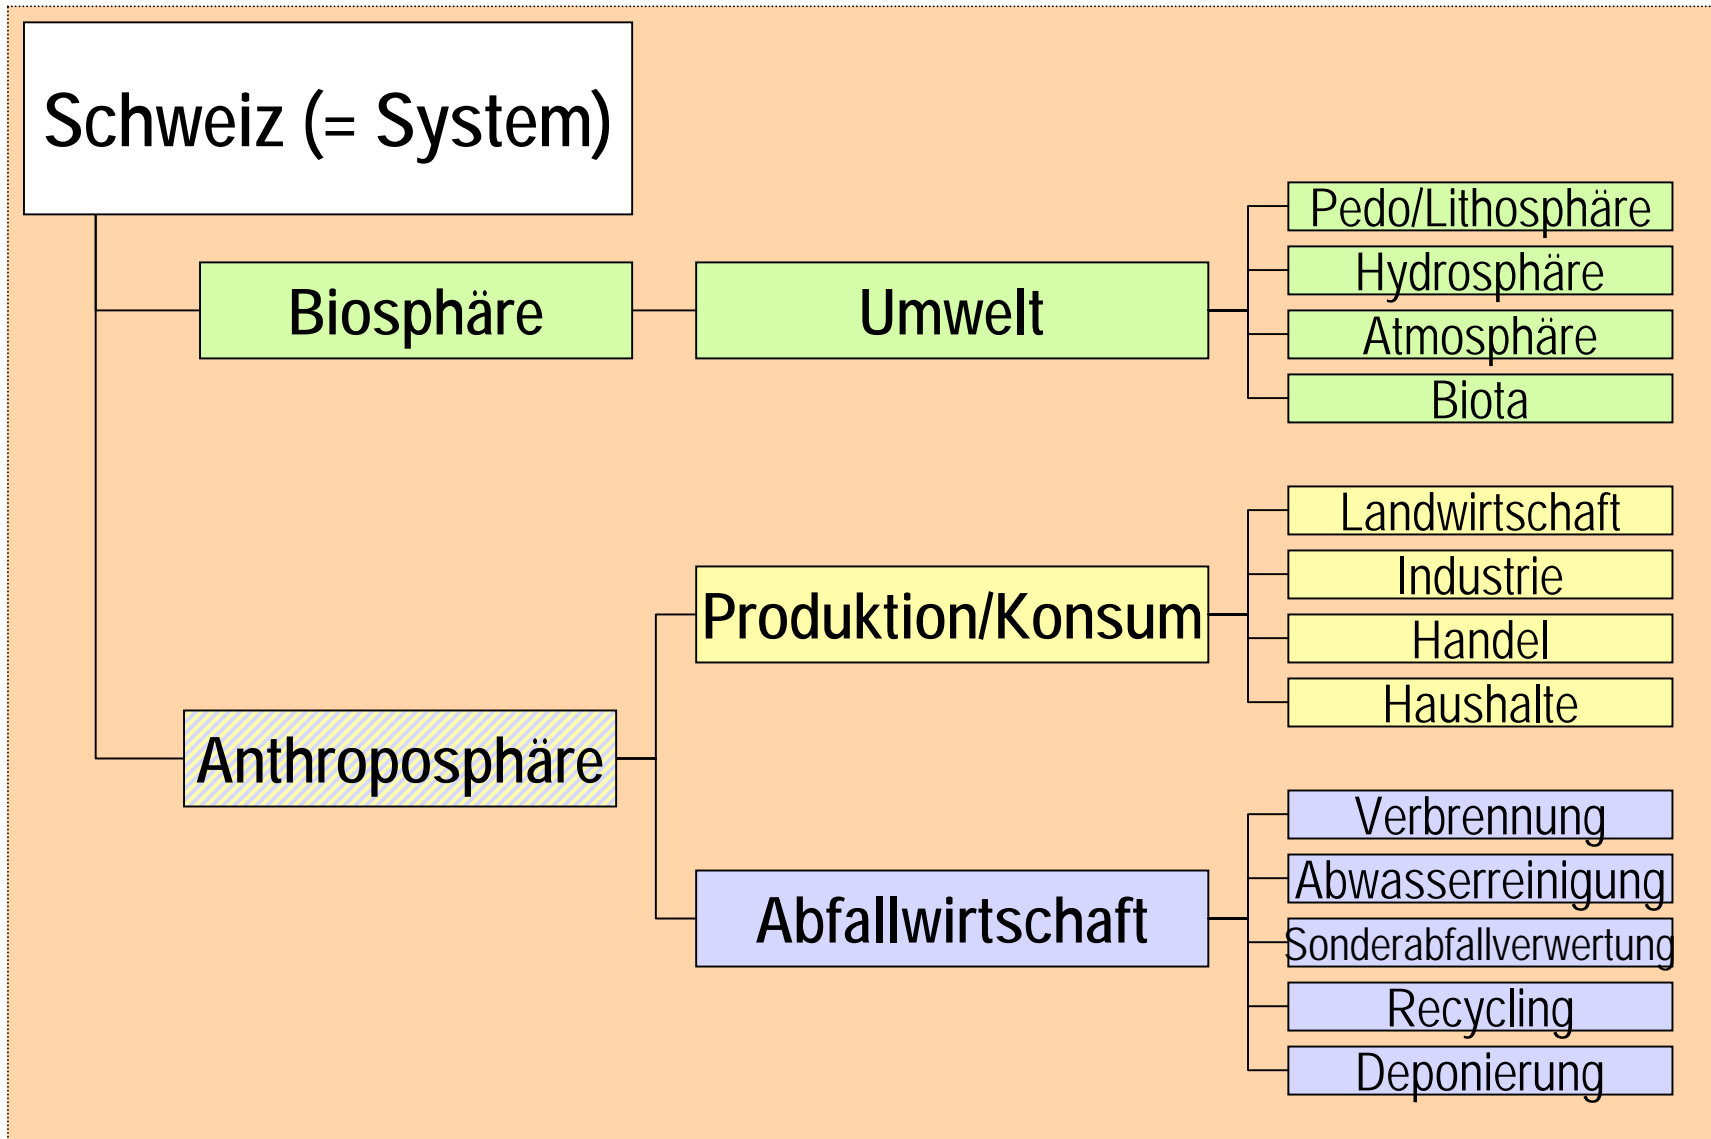 Schweiz (= System)
Biosphäre
Umwelt
Pedo/Lithosphäre
Hydrosphäre
Atmosphäre
Biota
Anthroposphäre
Produktion/Konsum
Landwirtschaft
Industrie
Handel
Haushalte
Abfallwirtschaft
Verbrennung
Abwasserreinigung
Sonderabfallverwertung
Recycling
Deponierung